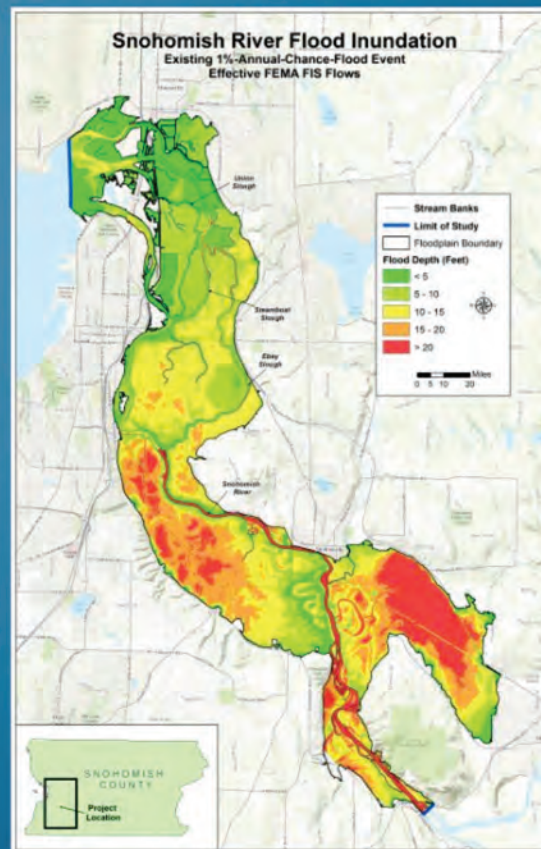 Snohomish River Flood Inundation
Existing 1%-Annual-Chance-Flood Event
Effective FEMA FIS Flows
Union
Slough
Stream Banks
Limit of Study
Floodplain Boundary
Flood Depth (Feet)
< 5
5 - 10
10 - 15
15 - 20
> 20
Miles
0 5 10 20
Steamboat
Slough
Ebey
Slough
Snohomish
River
SNOHOMISH
COUNTY
Project
Location